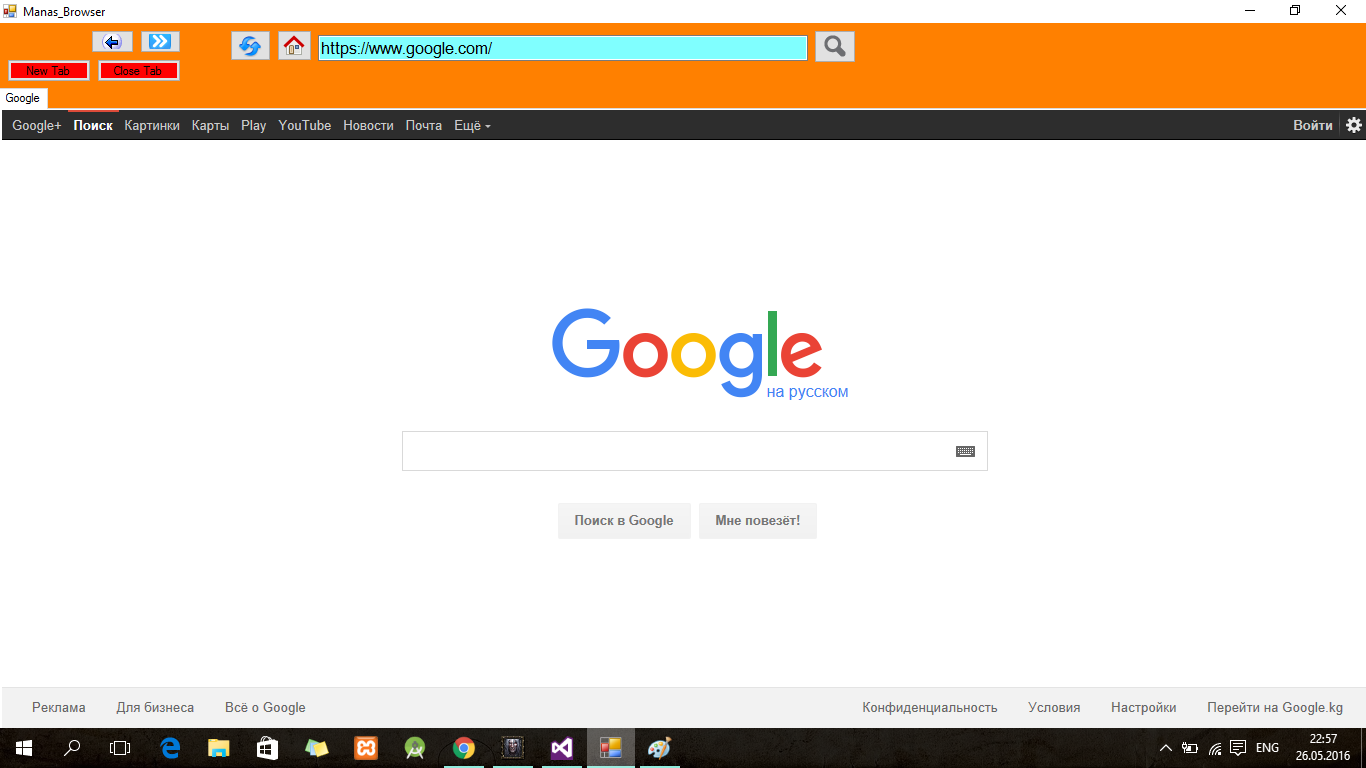 Manas_Browser
https://www.google.com/
New Tab Close Tab
Google
Google+ Поиск Картинки Карты Play YouTube Новости Почта Ещё Войти
Google
на русском
Поиск в Google Мне повезёт!
Реклама Для бизнеса Всё о Google Конфиденциальность Условия Настройки Перейти на Google.kg
ENG 22:57
26.05.2016